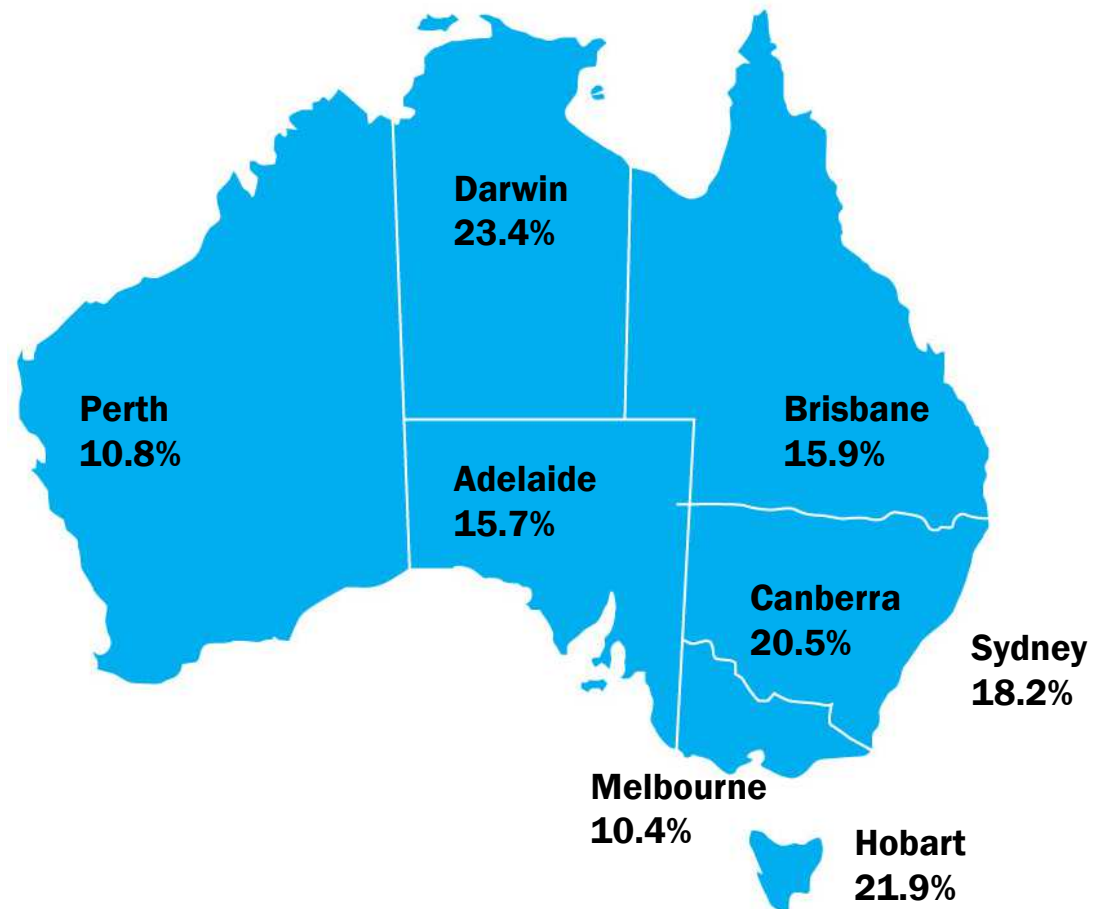 Darwin
23.4%
Perth
10.8%
Brisbane
15.9%
Adelaide
15.7%
Canberra
20.5%
Sydney
18.2%
Melbourne
10.4%
Hobart
21.9%